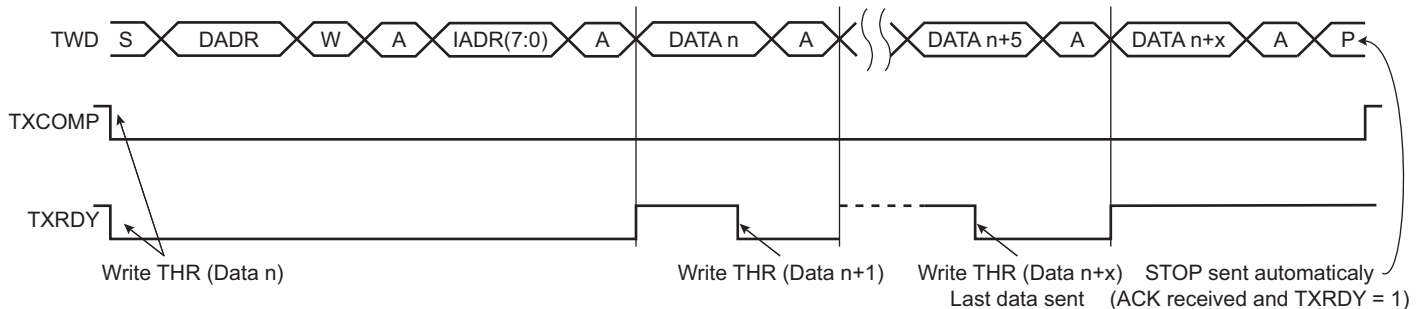 TWD S DADR W A IADR(7:0) A DATA n A DATA n+5 A DATA n+x A P
TXCOMP
TXRDY
Write THR (Data n) Write THR (Data n+1) Write THR (Data n+x) STOP sent automaticaly
Last data sent (ACK received and TXRDY = 1)